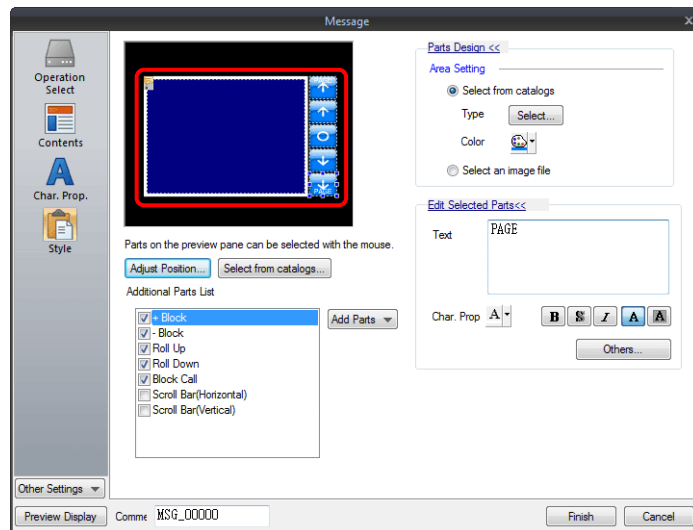 Message
Operation
Select
Contents
Char. Prop.
Style
Other Settings
Preview Display
PAGE
Parts on the preview pane can be selected with the mouse.
Adjust Position...
Select from catalogs...
Additional Parts List
+ Block
- Block
Roll Up
Roll Down
Block Call
Scroll Bar(Horizontal)
Scroll Bar(Vertical)
Add Parts
Parts Design <<
Area Setting
Select from catalogs
Type
Select...
Color
Select an image file
Edit Selected Parts<<
Text
PAGE
Char. Prop
A
B
S
I
A
A
Others...
Comme
MSG_00000
Finish
Cancel